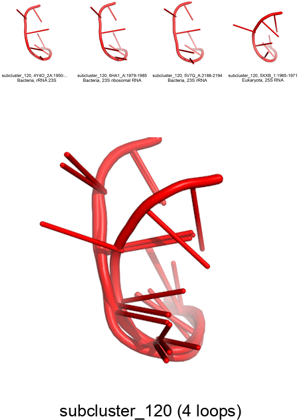 subcluster_120, 4Y4O_2A:1950...
Bacteria, rRNA 23S
subcluster_120, 6HA1_A:1979-1985
Bacteria, 23S ribosomal RNA
subcluster_120, 5V7Q_A:2188-2194
Bacteria, 23S rRNA
subcluster_120, 5XXB_1:1965-1971
Eukaryota, 25S RNA
subcluster_120 (4 loops)